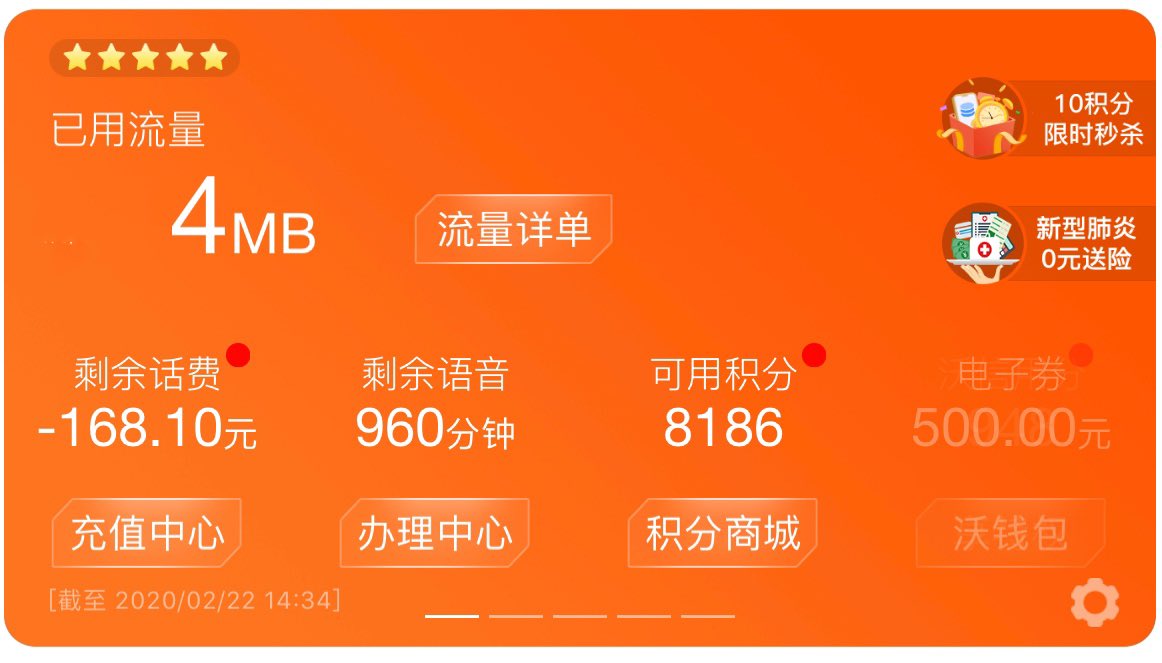 已用流量
10积分
限时秒杀
4MB
流量详单
新型肺炎
0元送险
剩余话费
剩余语音
可用积分
电子券
-168.10元
960分钟
8186
500.00元
充值中心
办理中心
积分商城
沃钱包
[截至 2020/02/22 14:34]